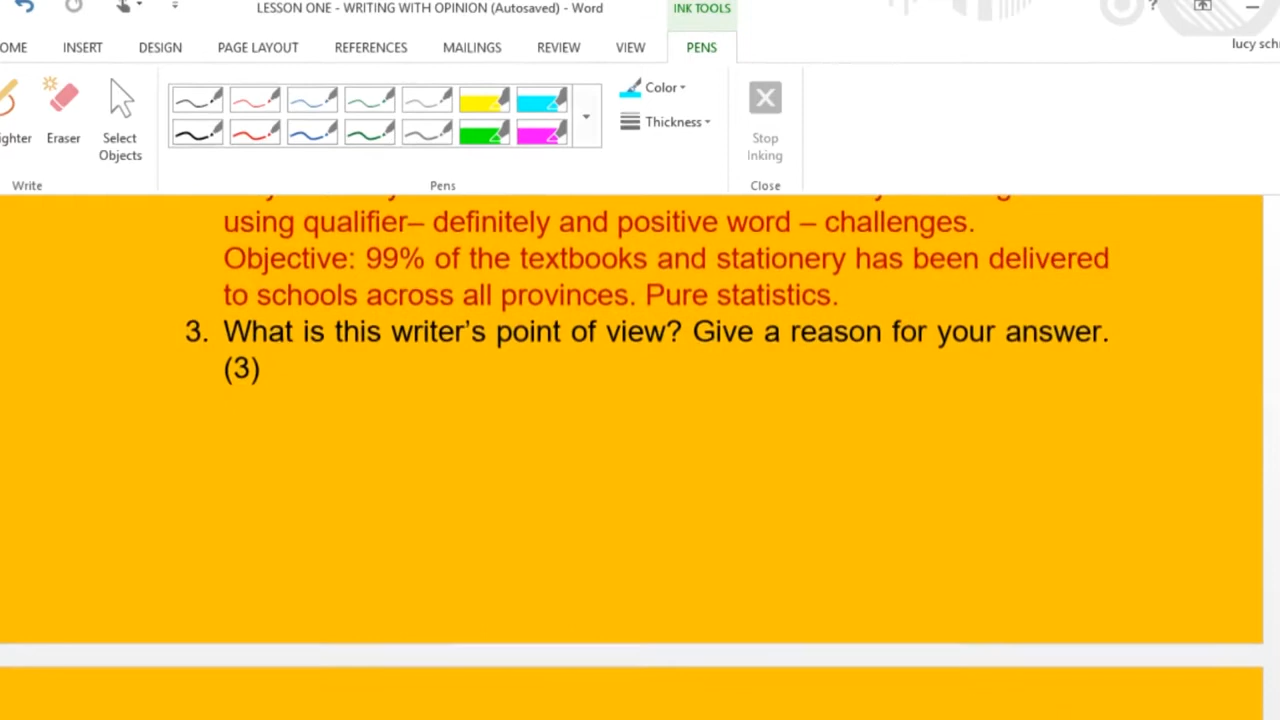 LESSON ONE - WRITING WITH OPINION (Autosaved) - Word
INK TOOLS
?
OME INSERT DESIGN PAGE LAYOUT REFERENCES MAILINGS REVIEW VIEW PENS
lucy sch
Color
Thickness
ghter Eraser Select Objects
Stop Inking
Write Pens Close
using qualifier– definitely and positive word – challenges.
Objective: 99% of the textbooks and stationery has been delivered
to schools across all provinces. Pure statistics.
3. What is this writer's point of view? Give a reason for your answer.
(3)